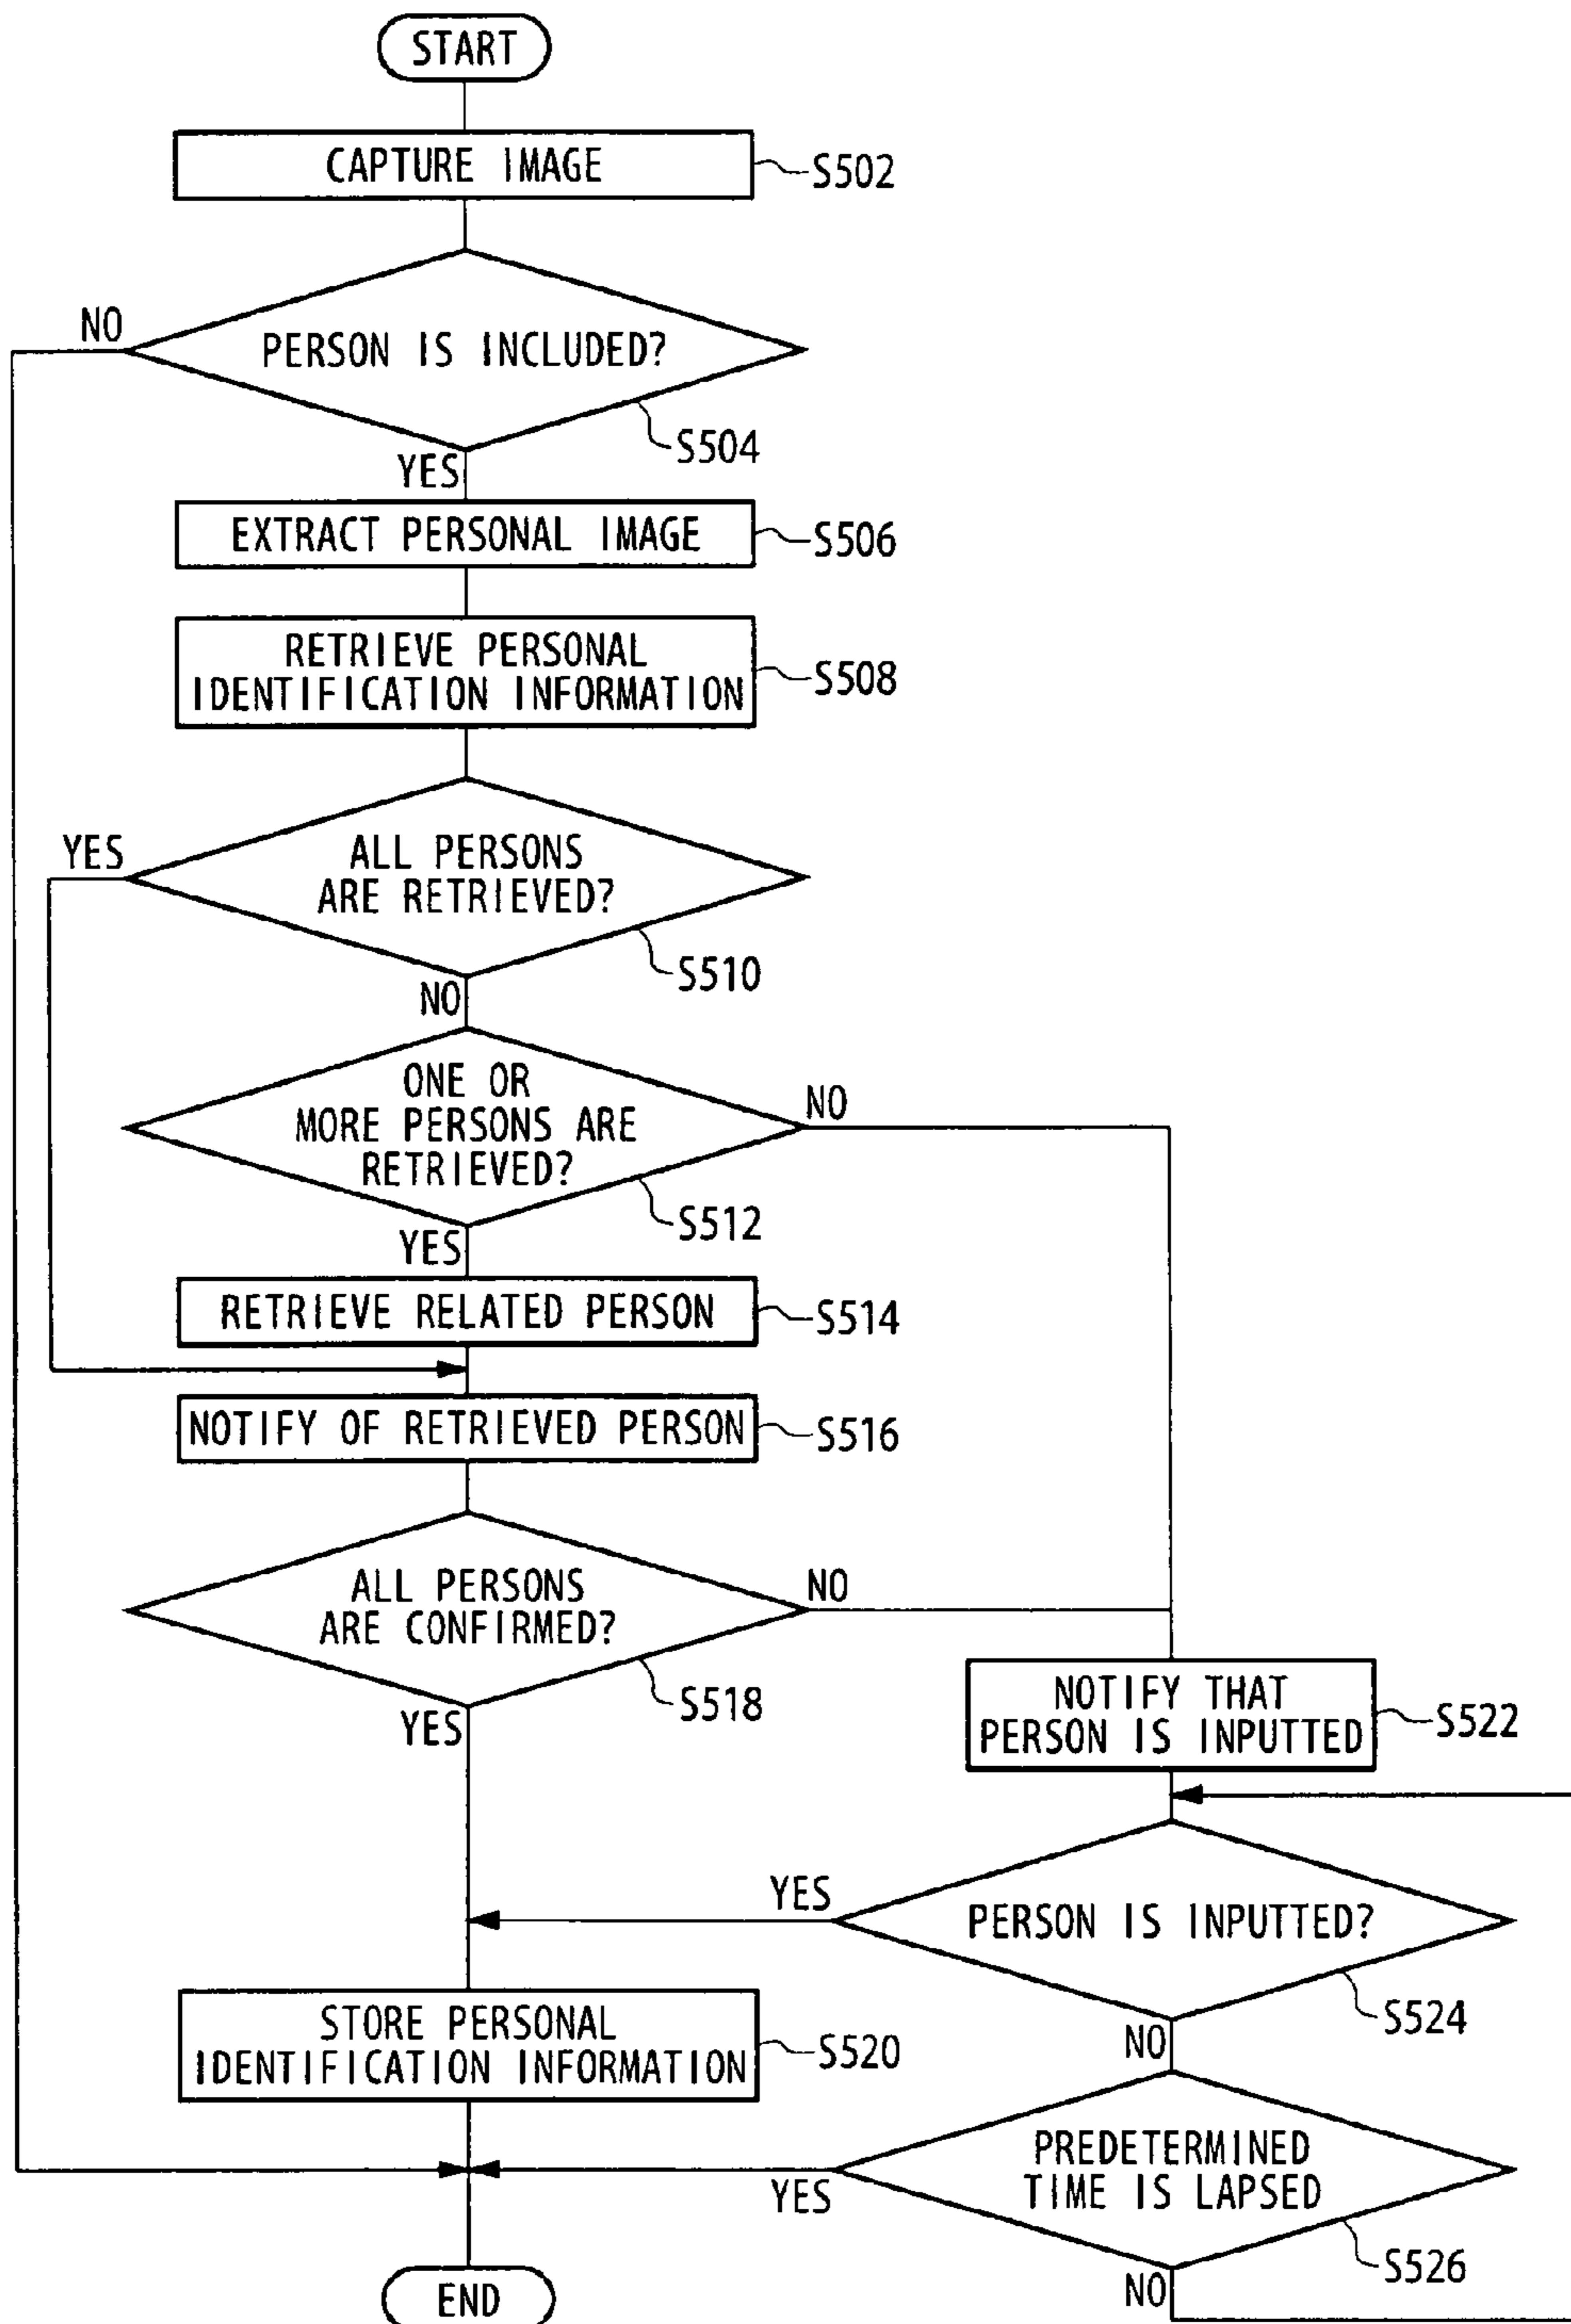 START
CAPTURE IMAGE
S502
NO
PERSON IS INCLUDED?
S504
YES
EXTRACT PERSONAL IMAGE
S506
RETRIEVE PERSONAL
IDENTIFICATION INFORMATION
S508
YES
ALL PERSONS
ARE RETRIEVED?
S510
NO
ONE OR
MORE PERSONS ARE
RETRIEVED?
NO
S512
YES
RETRIEVE RELATED PERSON
S514
NOTIFY OF RETRIEVED PERSON
S516
ALL PERSONS
ARE CONFIRMED?
NO
S518
YES
NOTIFY THAT
PERSON IS INPUTTED
S522
YES
PERSON IS INPUTTED?
S524
NO
STORE PERSONAL
IDENTIFICATION INFORMATION
S520
PREDETERMINED
TIME IS LAPSED
YES
S526
NO
END